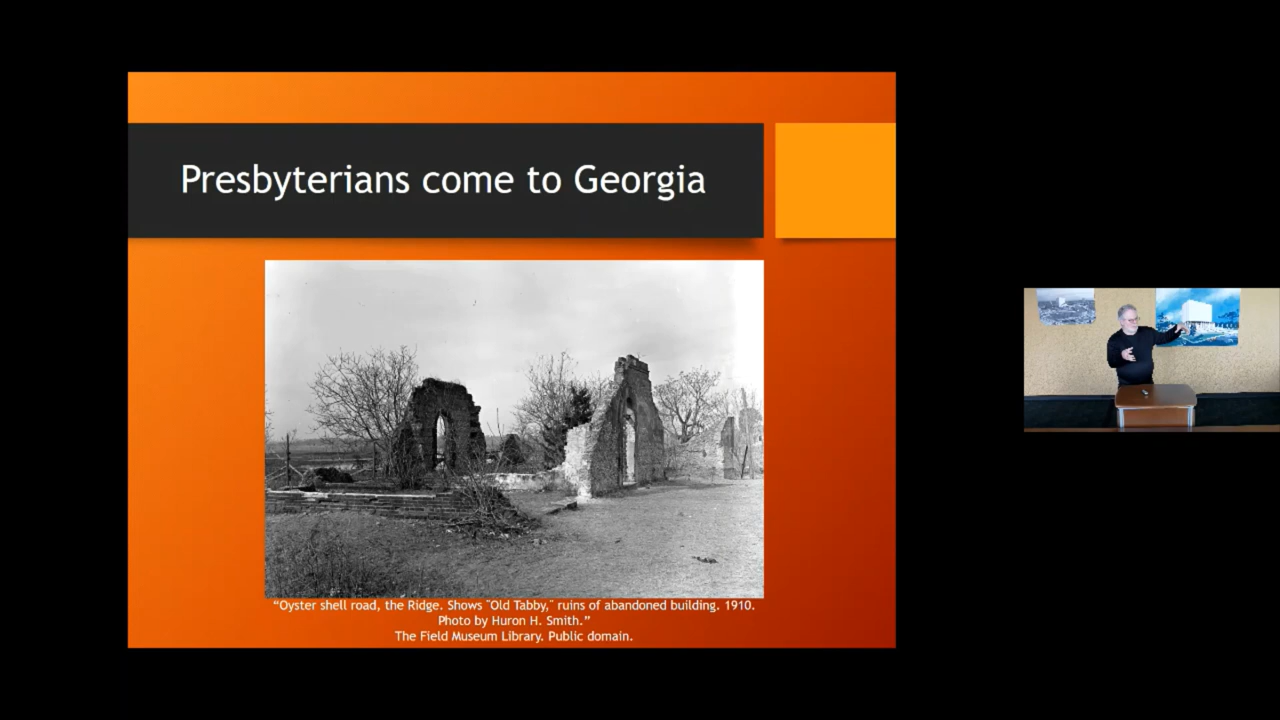 Presbyterians come to Georgia
“Oyster shell road, the Ridge. Shows "Old Tabby," ruins of abandoned building. 1910.
Photo by Huron H. Smith.”
The Field Museum Library. Public domain.